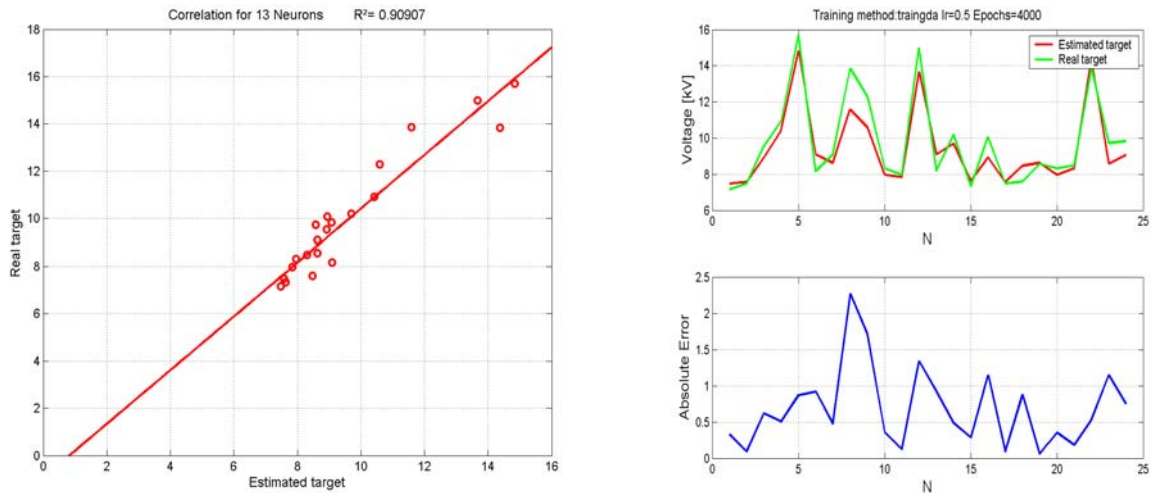 Correlation for 13 Neurons R²= 0.90907
18
16
14
12
10
8
6
4
2
0
Real target
0 2 4 6 8 10 12 14 16
Estimated target
Training method:traingda lr=0.5 Epochs=4000
Estimated target
Real target
16
14
12
10
8
6
Voltage [kV]
0 5 10 15 20 25
N
2.5
2
1.5
1
0.5
0
Absolute Error
0 5 10 15 20 25
N